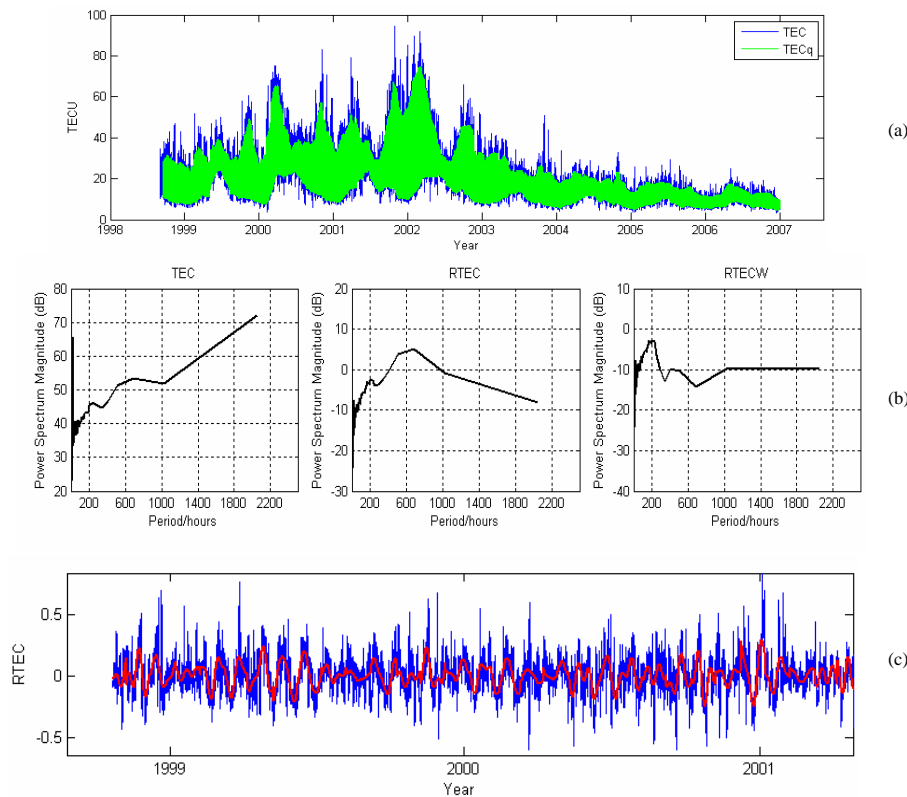 100
80
60
40
20
0
TECU
TEC
TECq
1998 1999 2000 2001 2002 2003 2004 2005 2006 2007
Year
(a)
TEC
80
70
60
50
40
30
20
Power Spectrum Magnitude (dB)
200 600 1000 1400 1800 2200
Period/hours
RTEC
20
10
0
-10
-20
-30
Power Spectrum Magnitude (dB)
200 600 1000 1400 1800 2200
Period/hours
RTECW
10
0
-10
-20
-30
-40
Power Spectrum Magnitude (dB)
200 600 1000 1400 1800 2200
Period/hours
(b)
0.5
0
-0.5
RTEC
1999 2000 2001
Year
(c)